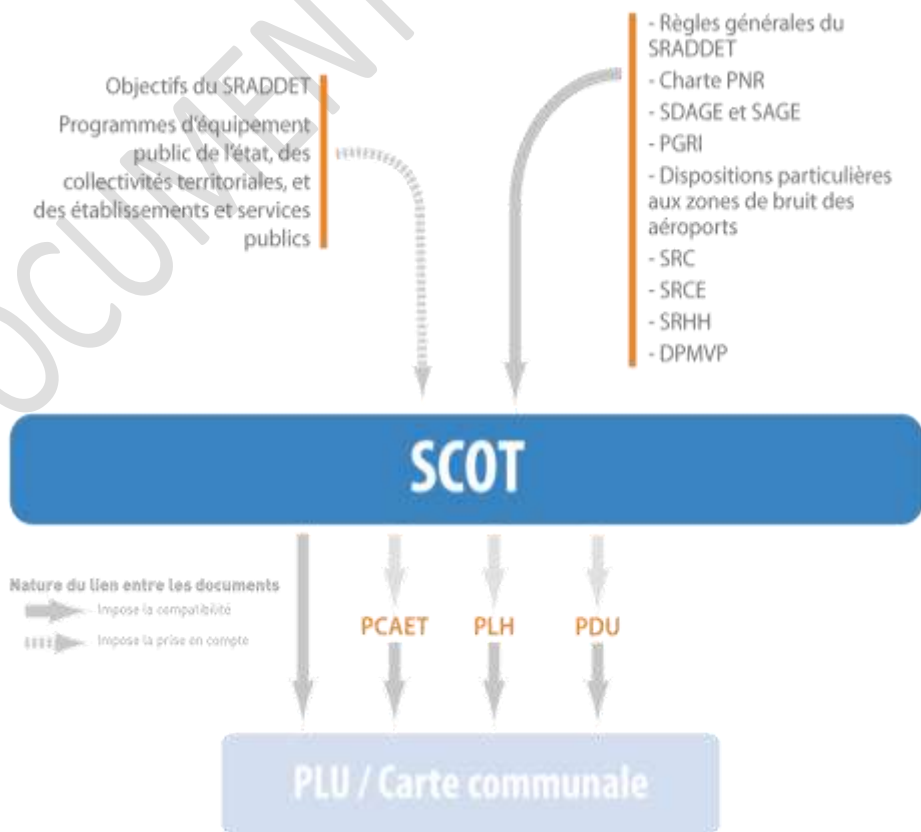 Objectifs du SRADDET
Programmes d'équipement
public de l'état, des
collectivités territoriales, et
des établissements et services
publics
- Règles générales du
SRADDET
- Charte PNR
- SDAGE et SAGE
- PGRI
- Dispositions particulières
aux zones de bruit des
aéroports
- SRC
- SRCE
- SRHH
- DPMVP
SCOT
Nature du lien entre les documents
Impose la compatibilité
Impose la prise en compte
PCAET
PLH
PDU
PLU / Carte communale
OCUMENT